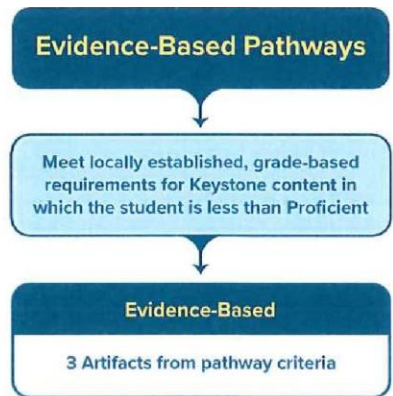 Evidence-Based Pathways
Meet locally established, grade-based
requirements for Keystone content in
which the student is less than Proficient
Evidence-Based
3 Artifacts from pathway criteria